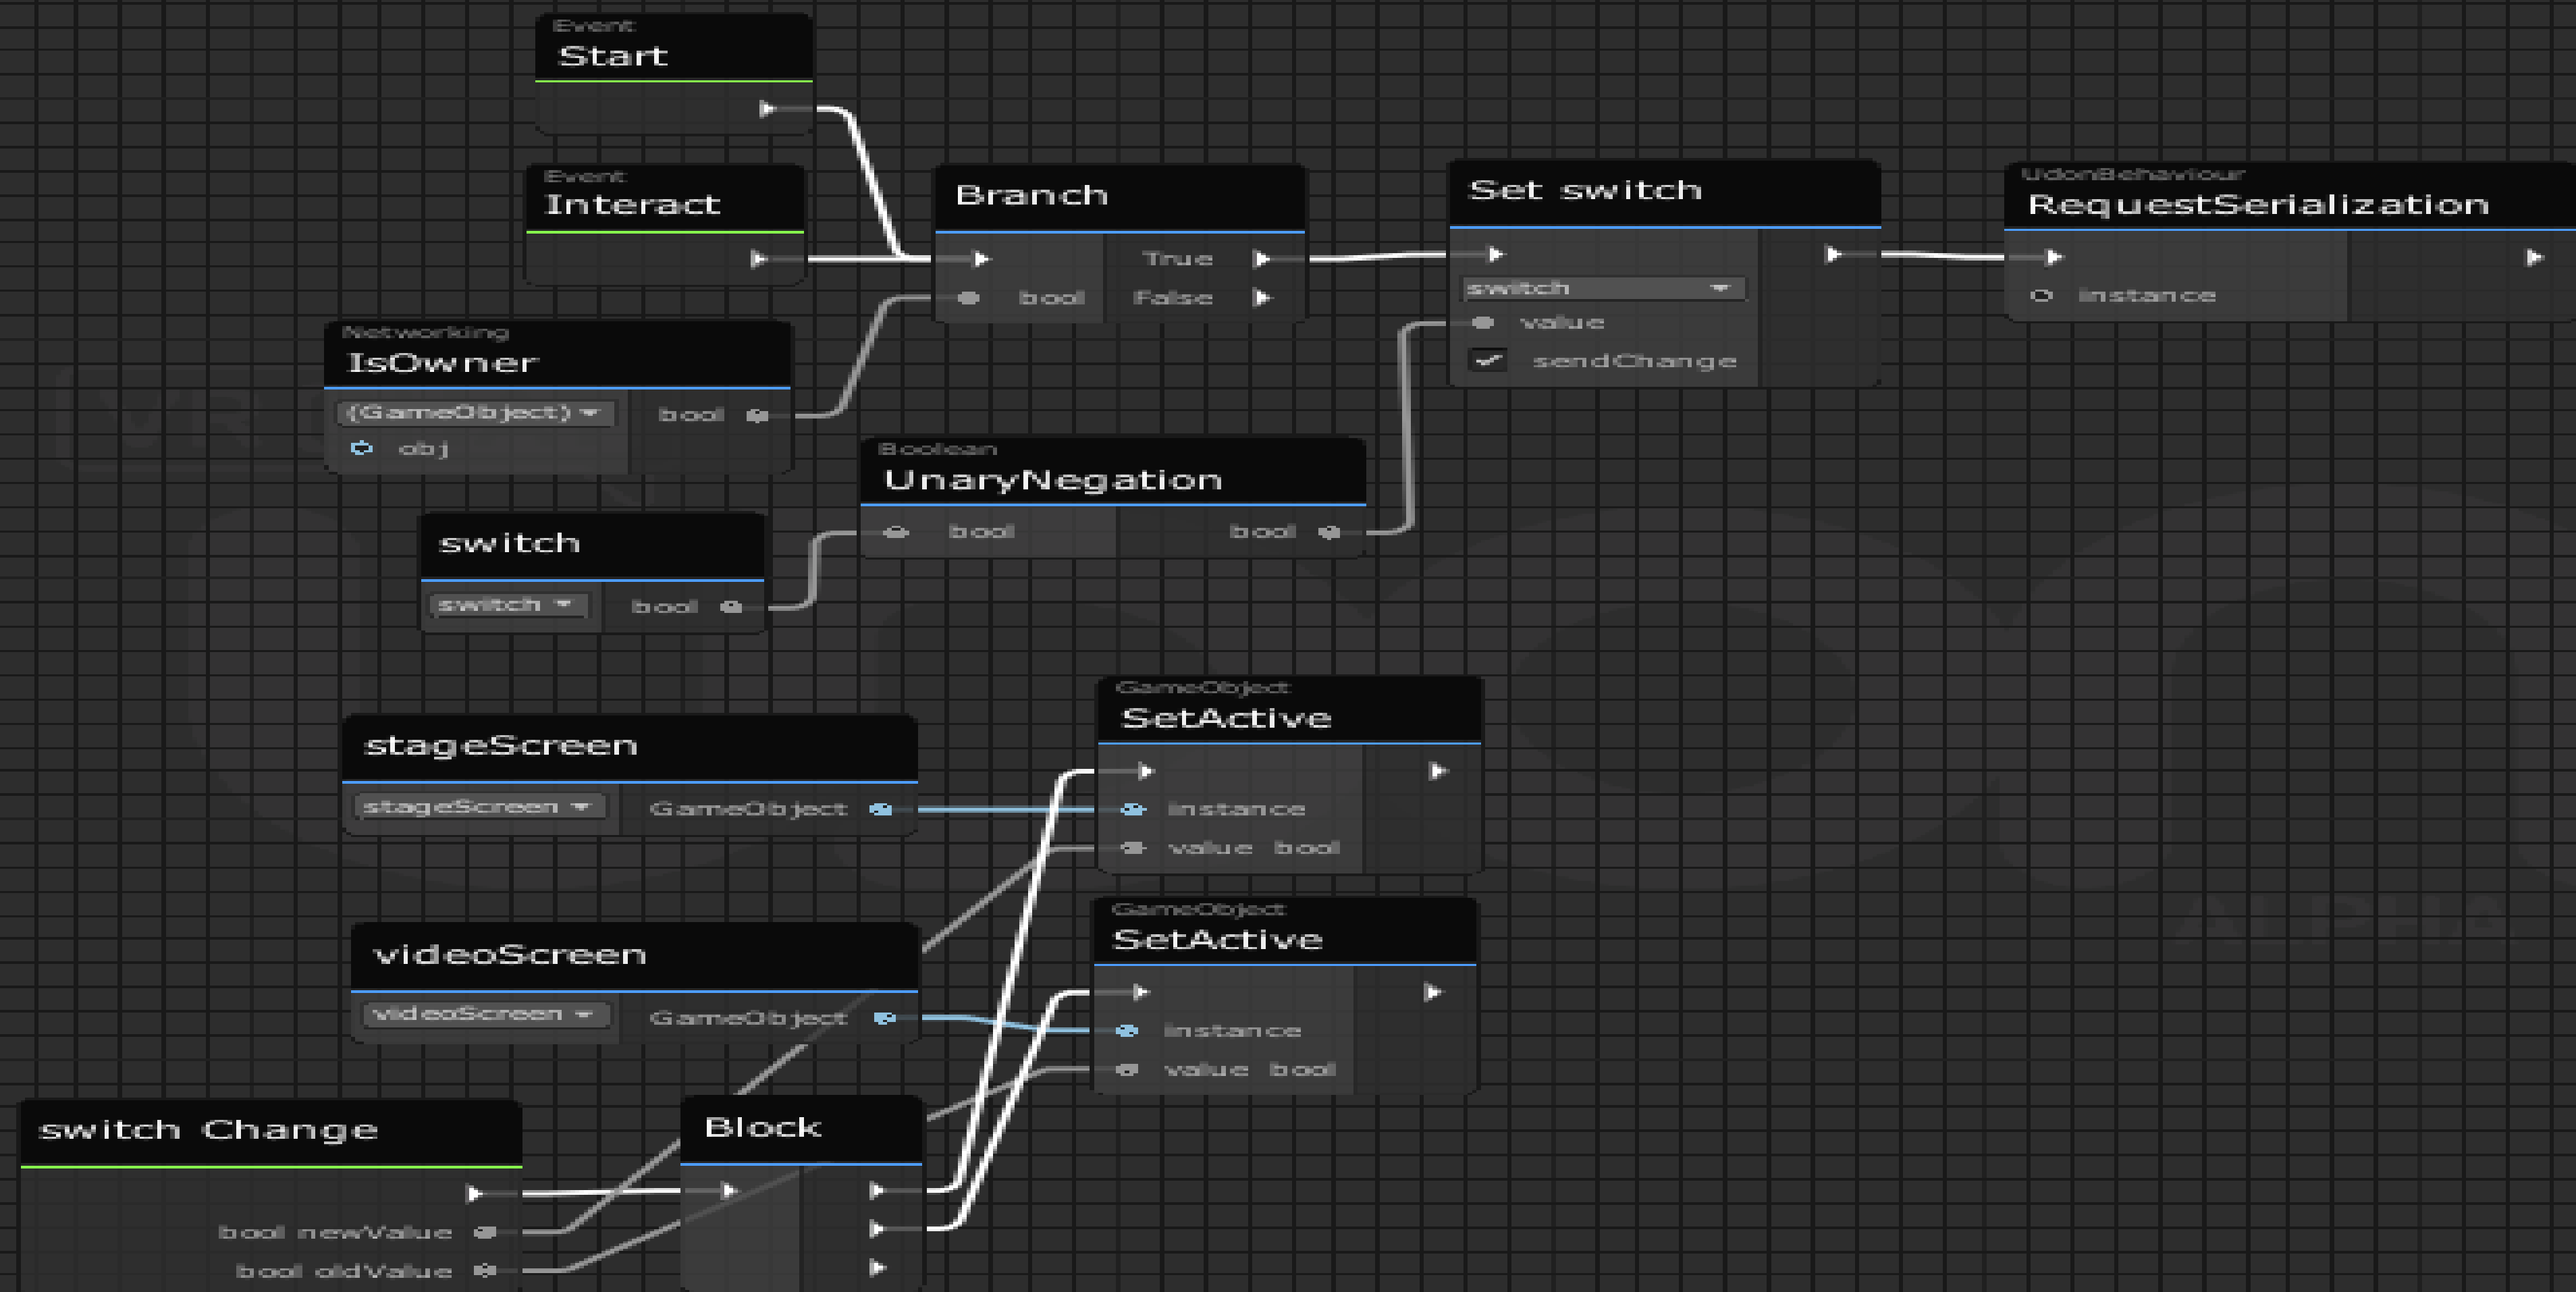 Event
Start
Event
Interact
Branch
True
bool
False
Set switch
switch
value
sendChange
UdonBehaviour
RequestSerialization
instance
Networking
IsOwner
(GameObject)
bool
obj
Boolean
UnaryNegation
bool
bool
switch
switch
bool
stageScreen
stageScreen
GameObject
GameObject
SetActive
instance
value bool
videoScreen
videoScreen
GameObject
GameObject
SetActive
instance
value bool
switch Change
bool newValue
bool oldValue
Block
ALPHA